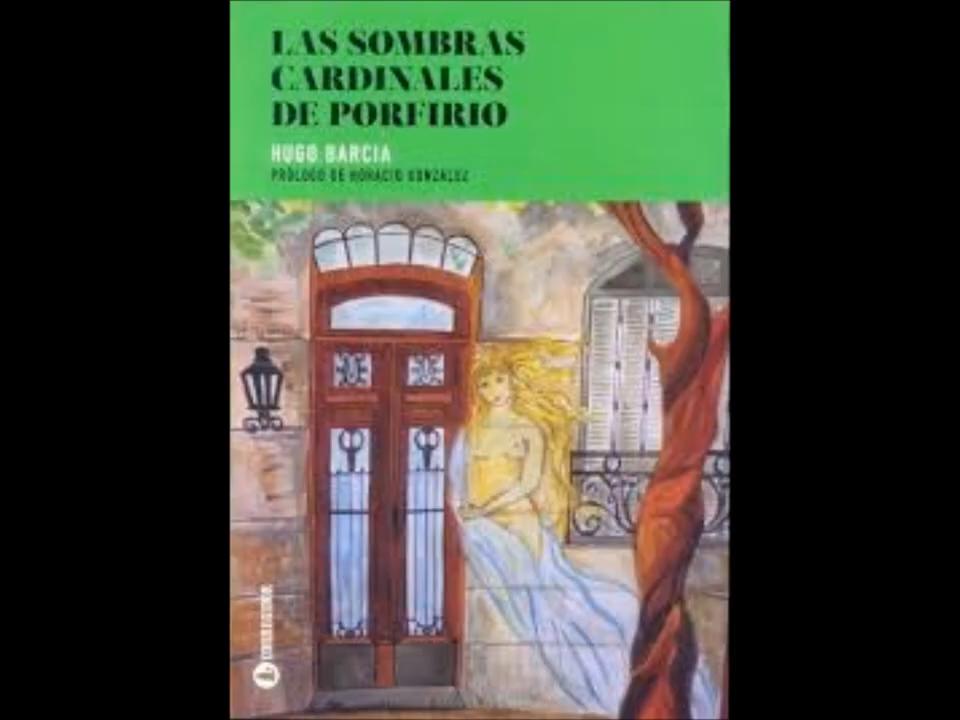 LAS SOMBRAS
CARDINALES
DE PORFIRIO
HUGO BARCIA
PRÓLOGO DE HORACIO GONZÁLEZ